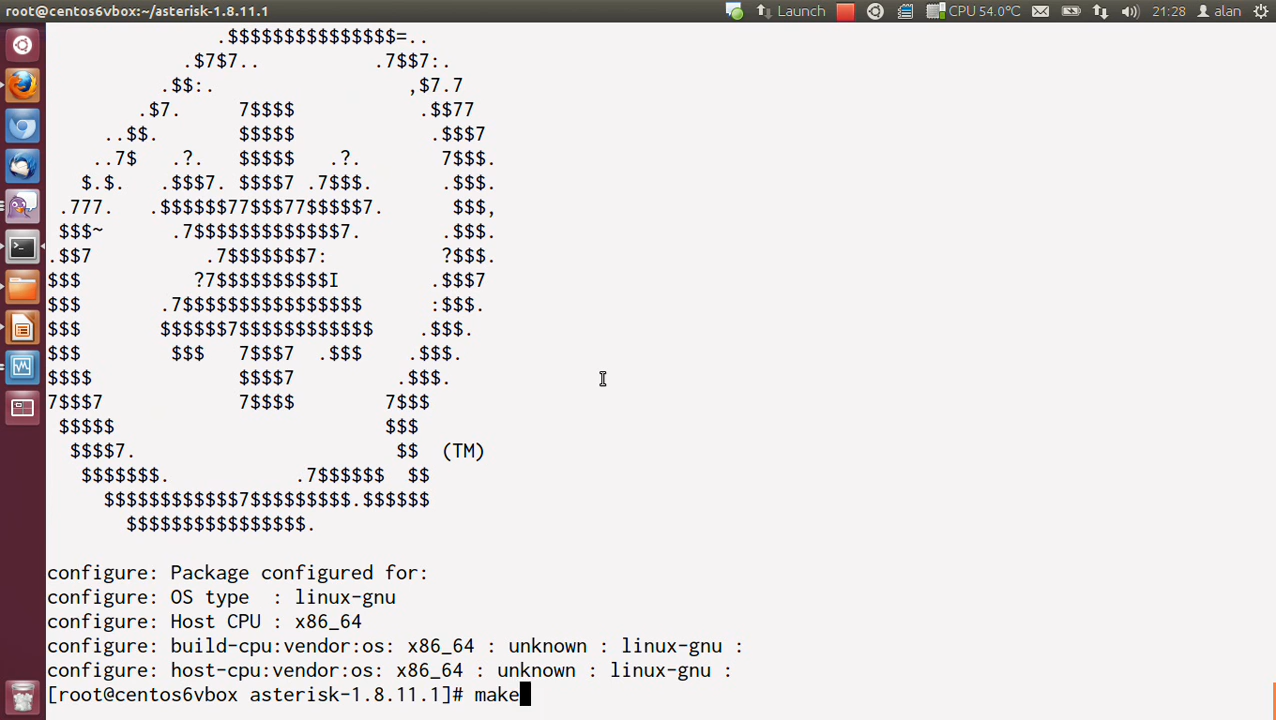 root@centos6vbox:~/asterisk-1.8.11.1
Launch CPU 54.0°C 21:28 alan
.$$$$$$$$$$$$$$$=..
.$7$7.. .7$$7:.
.$$:. ,$7.7
.$7. 7$$$$ .$$77
..$$. $$$$$ .$$$7
..7$ .?. $$$$$ .?. 7$$$.
$.$. .$$$7. $$$$7 .7$$$. .$$$.
.777. .$$$$$$77$$$77$$$$$7. $$$,
$$$~ .7$$$$$$$$$$$$$7. .$$$.
.$$7 .7$$$$$$$7: ?$$$.
$$$ ?7$$$$$$$$$$I .$$$7
$$$ .7$$$$$$$$$$$$$$$$ :$$$.
$$$ $$$$$$7$$$$$$$$$$$$ .$$$.
$$$ $$$ 7$$$7 .$$$ .$$$.
$$$$ $$$$7 .$$$.
7$$$7 7$$$$ 7$$$
$$$$$ $$$
$$$$7. $$ (TM)
$$$$$$$. .7$$$$$$ $$
$$$$$$$$$$$$7$$$$$$$$$.$$$$$$
$$$$$$$$$$$$$$$$.
configure: Package configured for:
configure: OS type : linux-gnu
configure: Host CPU : x86_64
configure: build-cpu:vendor:os: x86_64 : unknown : linux-gnu :
configure: host-cpu:vendor:os: x86_64 : unknown : linux-gnu :
[root@centos6vbox asterisk-1.8.11.1]# make